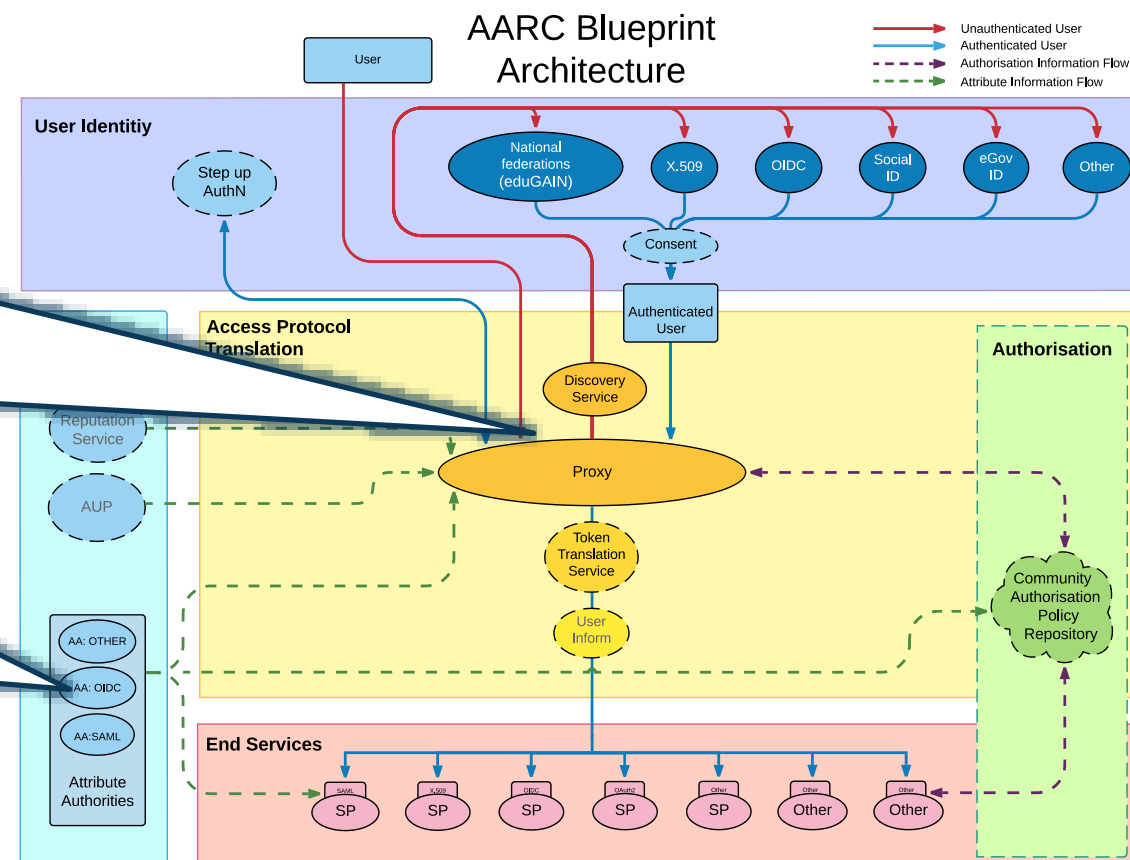 AARC Blueprint
Architecture
Unauthenticated User
Authenticated User
Authorisation Information Flow
Attribute Information Flow
User
User Identitiy
Step up
AuthN
National
federations
(eduGAIN)
X.509
OIDC
Social
ID
eGov
ID
Other
Consent
Authenticated
User
Access Protocol
Translation
Authorisation
Discovery
Service
Reputation
Service
Proxy
AUP
Token
Translation
Service
User
Inform
Community
Authorisation
Policy
Repository
AA: OTHER
AA: OIDC
AA:SAML
Attribute
Authorities
End Services
SAML
SP
X.509
SP
OIDC
SP
OAuth2
SP
Other
SP
Other
Other
Other
Other